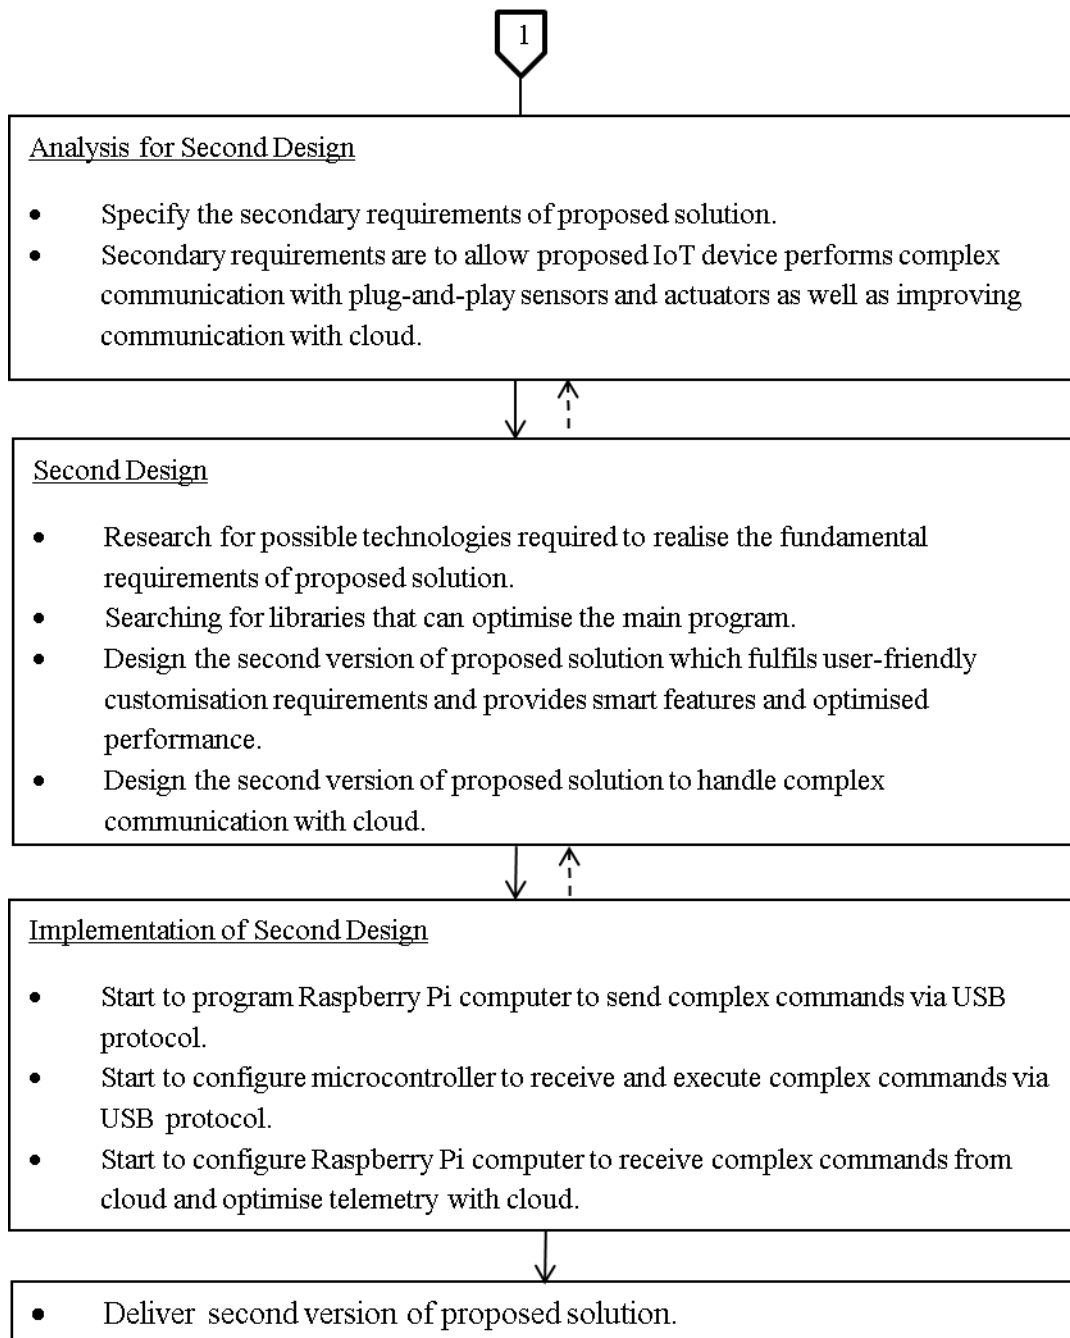 1
Analysis for Second Design
• Specify the secondary requirements of proposed solution.
• Secondary requirements are to allow proposed IoT device performs complex
communication with plug-and-play sensors and actuators as well as improving
communication with cloud.
Second Design
• Research for possible technologies required to realise the fundamental
requirements of proposed solution.
• Searching for libraries that can optimise the main program.
• Design the second version of proposed solution which fulfils user-friendly
customisation requirements and provides smart features and optimised
performance.
• Design the second version of proposed solution to handle complex
communication with cloud.
Implementation of Second Design
• Start to program Raspberry Pi computer to send complex commands via USB
protocol.
• Start to configure microcontroller to receive and execute complex commands via
USB protocol.
• Start to configure Raspberry Pi computer to receive complex commands from
cloud and optimise telemetry with cloud.
• Deliver second version of proposed solution.